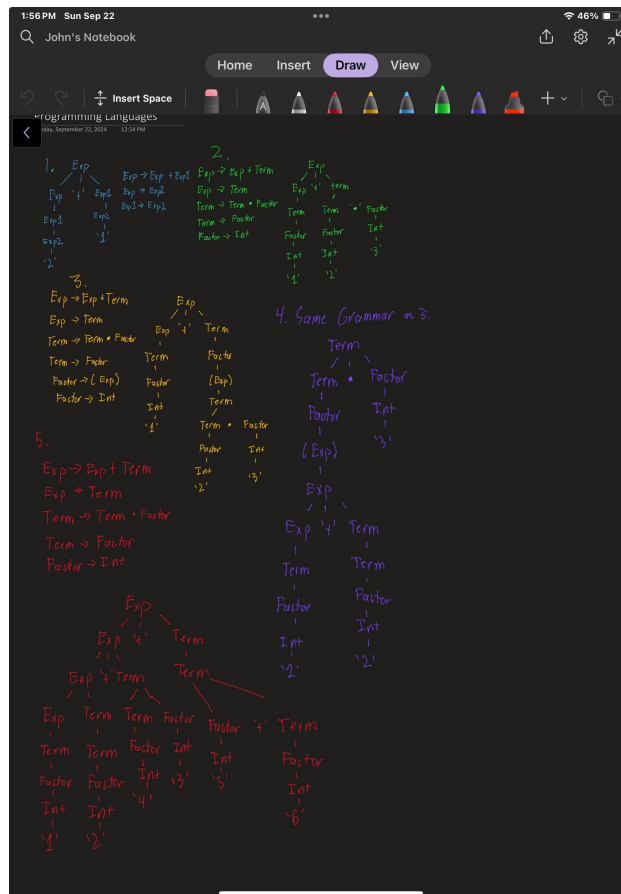 1:56 PM Sun Sep 22
46%
John's Notebook
Home Insert Draw View
Insert Space
Programming Languages
September 22, 2024 12:54 PM
1.
Exp
Exp '+' Exp1
Exp1 Exp2
Exp2 '1'
'2'
Exp → Exp + Exp1
Exp → Exp1
Exp1 → Exp2
2.
Exp → Exp + Term
Exp → Term
Term → Term * Factor
Term → Factor
Factor → Int
Exp
Exp '+' term
Term Term '*' Factor
Factor Factor Int
Int Int '3'
'1' '2'
3.
Exp → Exp + Term
Exp → Term
Term → Term * Factor
Term → Factor
Factor → (Exp)
Factor → Int
Exp
Exp '+' Term
Term Factor
Factor (Exp)
Int Term
'1' Term * Factor
Factor Int
Int '3'
'2'
4. Same Grammar as 3.
Term
Term * Factor
Factor Int
(Exp) '3'
Exp
Exp '+' Term
Term Term
Factor Factor
Int Int
'1' '2'
5.
Exp → Exp + Term
Exp → Term
Term → Term * Factor
Term → Factor
Factor → Int
Exp
Exp '+' Term
Exp '+' Term Term
Exp Term Term Factor Factor '+' Term
Term Term Factor Int Int Factor
Factor Factor Int '3' '5' Int
Int Int '4' '6'
'1' '2'